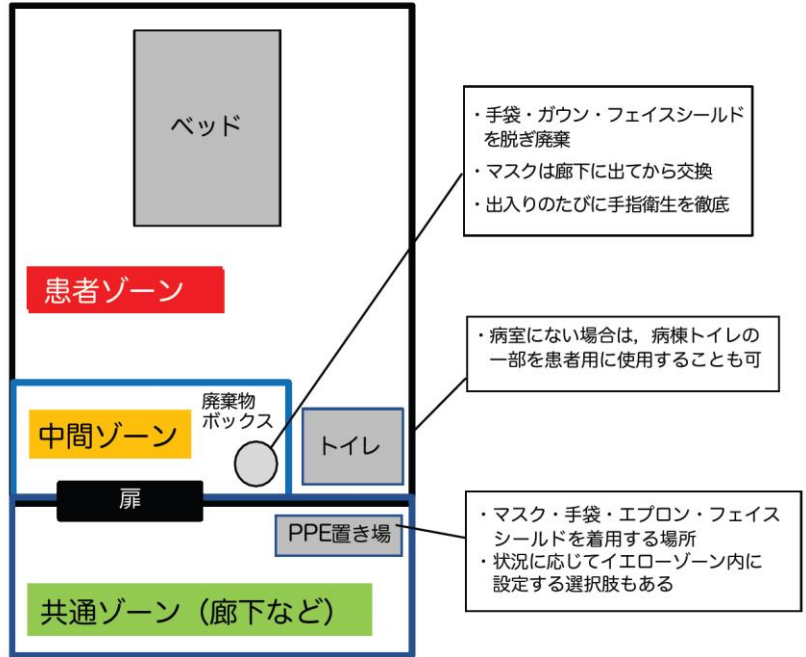 ベッド
患者ゾーン
中間ゾーン
廃棄物
ボックス
トイレ
扉
PPE置き場
共通ゾーン（廊下など）
・手袋・ガウン・フェイスシールド
を脱ぎ廃棄
・マスクは廊下に出てから交換
・出入りのたびに手指衛生を徹底
・病室にない場合は，病棟トイレの
一部を患者用に使用することも可
・マスク・手袋・エプロン・フェイス
シールドを着用する場所
・状況に応じてイエローゾーン内に
設定する選択肢もある